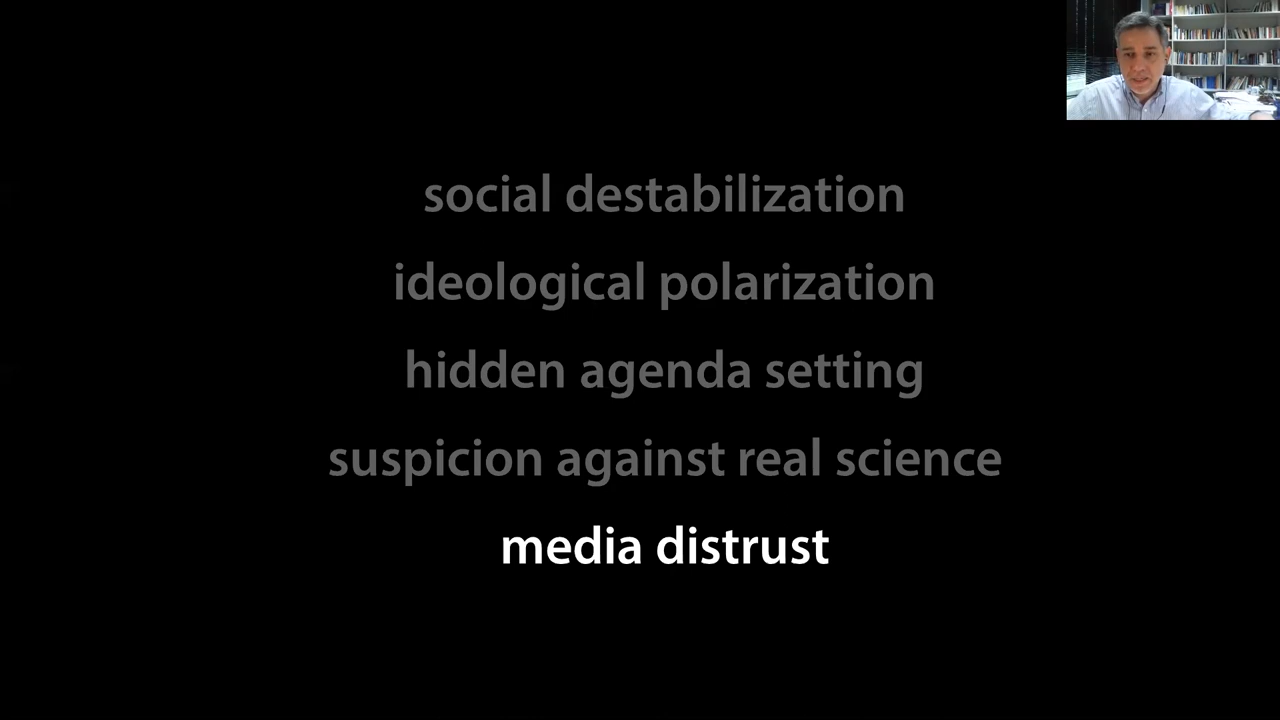 social destabilization
ideological polarization
hidden agenda setting
suspicion against real science
media distrust